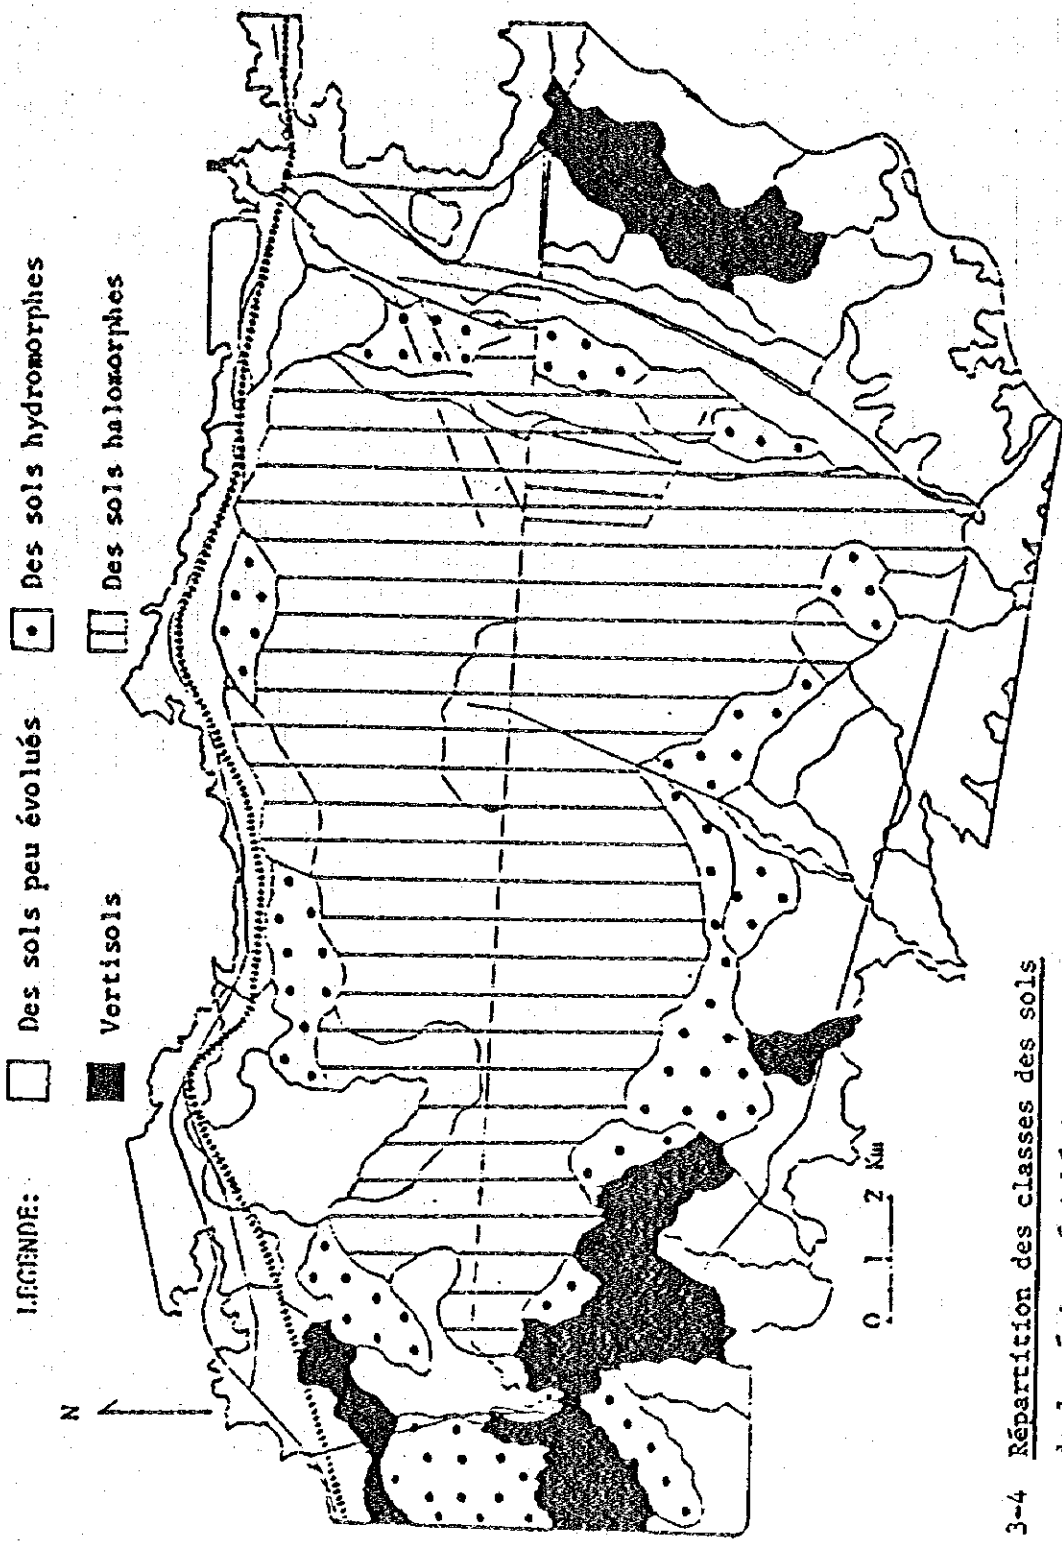 LEGENDE:
Des sols peu évolués
Des sols hydromorphes
Vertisols
Des sols halomorphes
N
0 1 2 Km
3-4 Répartition des classes des sols